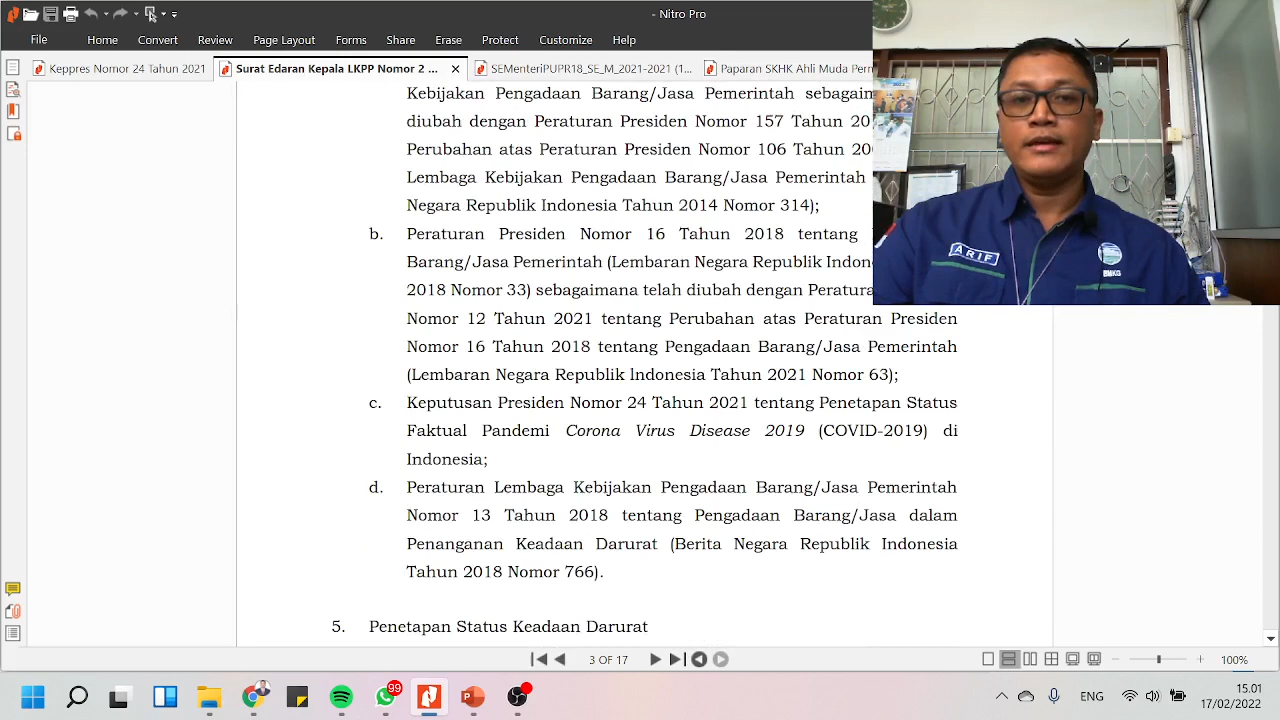 - Nitro Pro
File Home Convert Review Page Layout Forms Share Erase Protect Customize Help
Keppres Nomor 24 Tahun 2021 Surat Edaran Kepala LKPP Nomor 2 ... SEMenteriPUPR18_SE_M_2021-2021 (1... Paparan SKHK Ahli Muda Perm
Kebijakan Pengadaan Barang/Jasa Pemerintah sebagaim
diubah dengan Peraturan Presiden Nomor 157 Tahun 20
Perubahan atas Peraturan Presiden Nomor 106 Tahun 20
Lembaga Kebijakan Pengadaan Barang/Jasa Pemerintah
Negara Republik Indonesia Tahun 2014 Nomor 314);
b. Peraturan Presiden Nomor 16 Tahun 2018 tentang
Barang/Jasa Pemerintah (Lembaran Negara Republik Indon
2018 Nomor 33) sebagaimana telah diubah dengan Peratura
Nomor 12 Tahun 2021 tentang Perubahan atas Peraturan Presiden
Nomor 16 Tahun 2018 tentang Pengadaan Barang/Jasa Pemerintah
(Lembaran Negara Republik Indonesia Tahun 2021 Nomor 63);
c. Keputusan Presiden Nomor 24 Tahun 2021 tentang Penetapan Status
Faktual Pandemi Corona Virus Disease 2019 (COVID-2019) di
Indonesia;
d. Peraturan Lembaga Kebijakan Pengadaan Barang/Jasa Pemerintah
Nomor 13 Tahun 2018 tentang Pengadaan Barang/Jasa dalam
Penanganan Keadaan Darurat (Berita Negara Republik Indonesia
Tahun 2018 Nomor 766).
5. Penetapan Status Keadaan Darurat
ARIF
BMKG
3 OF 17
100%
99
ENG
15.01
17/02/2022